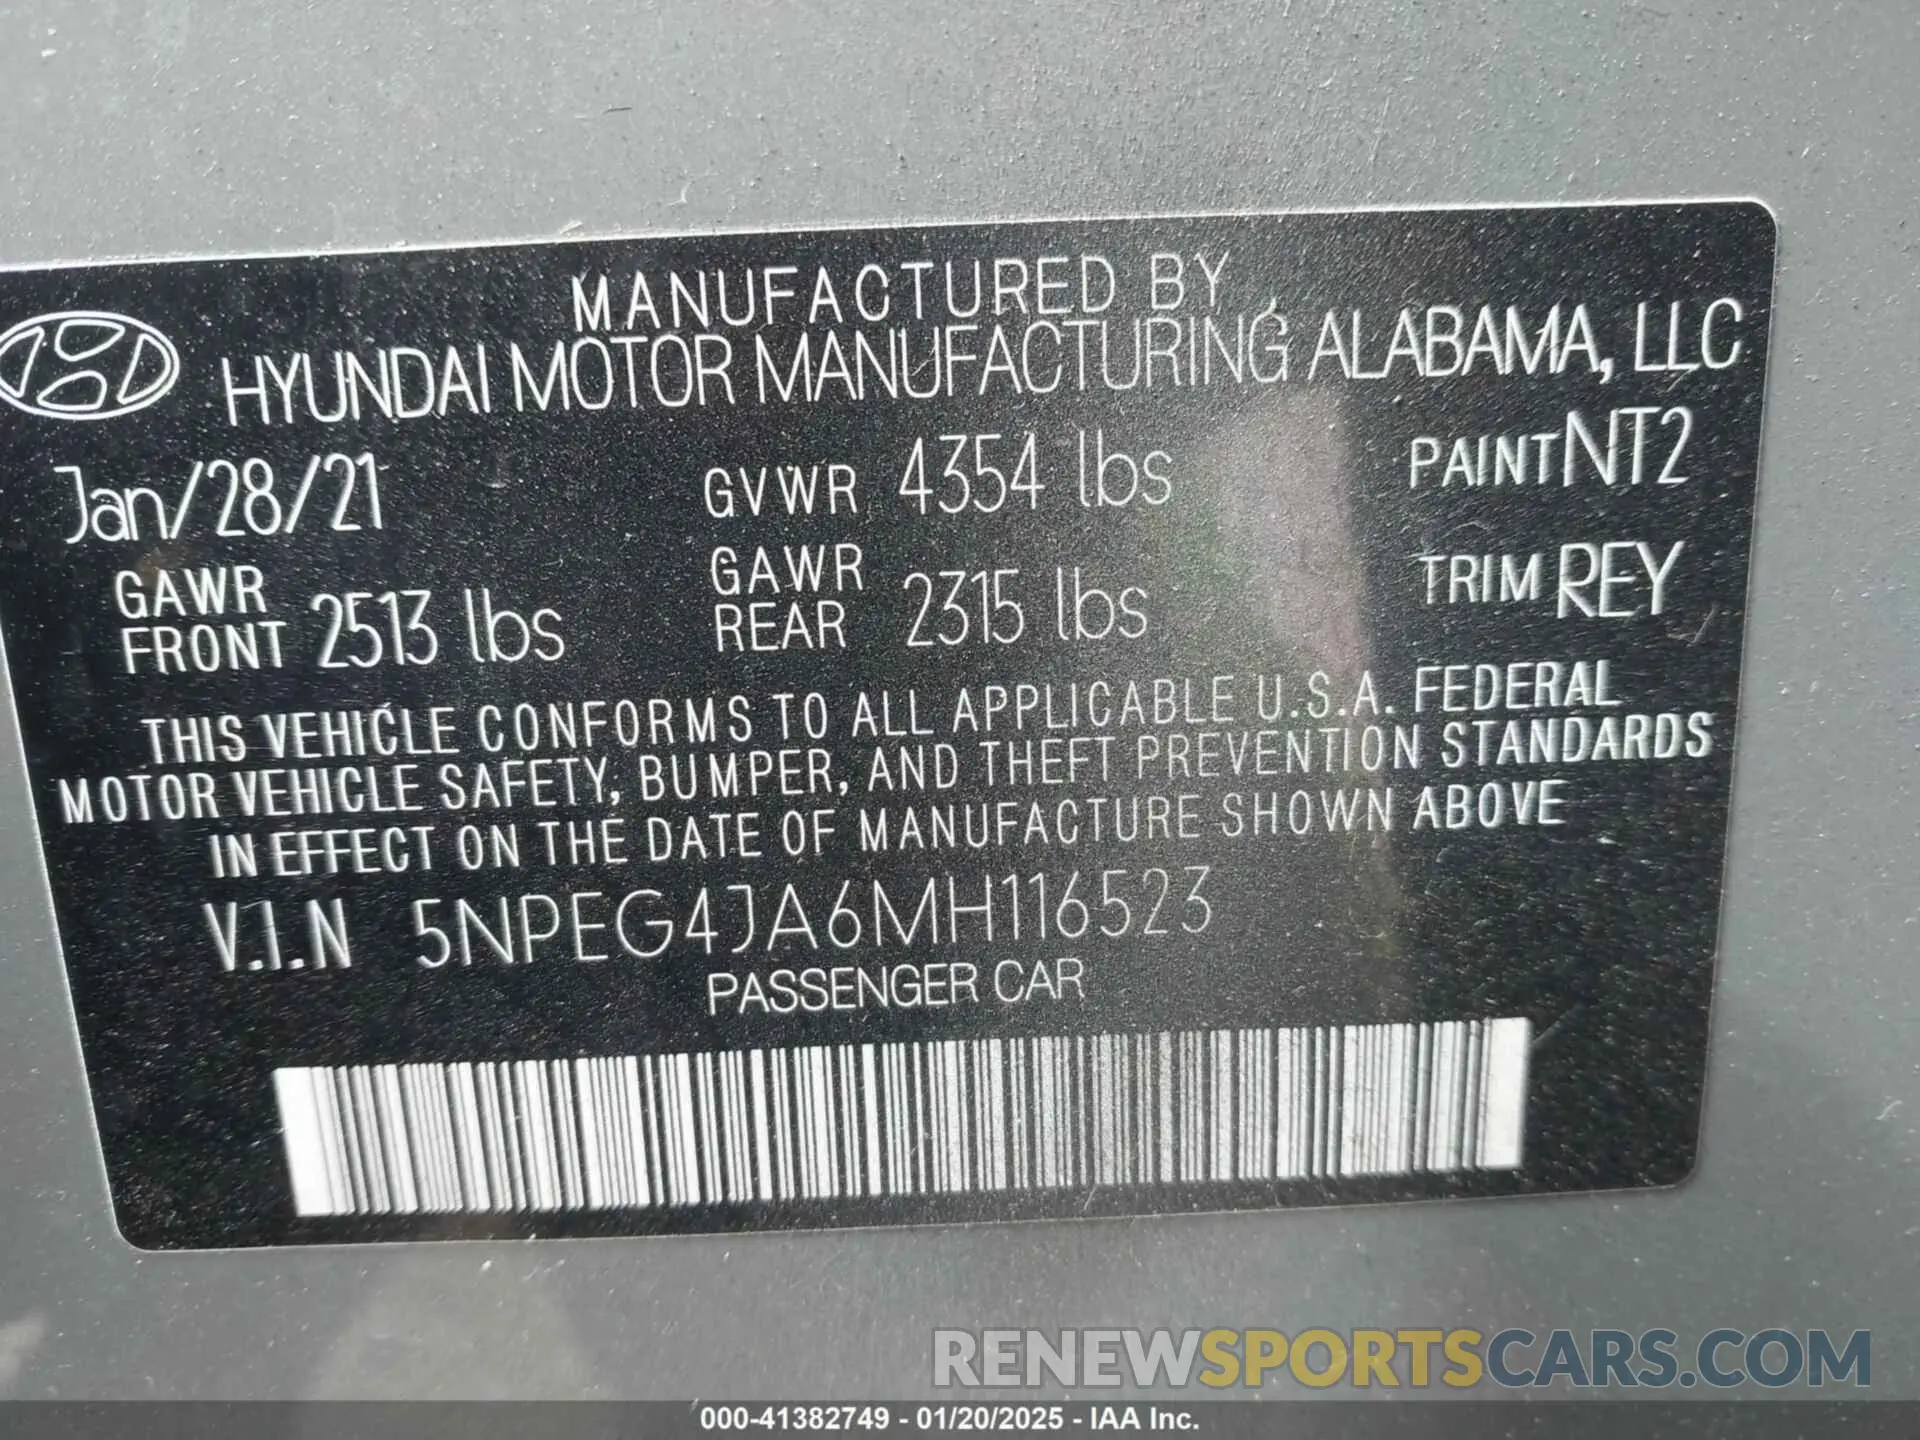 MANUFACTURED BY
HYUNDAI MOTOR MANUFACTURING ALABAMA, LLC
Jan/28/21 GVWR 4354 lbs PAINT NT2
GAWR FRONT 2513 lbs GAWR REAR 2315 lbs TRIM REY
THIS VEHICLE CONFORMS TO ALL APPLICABLE U.S.A. FEDERAL
MOTOR VEHICLE SAFETY, BUMPER, AND THEFT PREVENTION STANDARDS
IN EFFECT ON THE DATE OF MANUFACTURE SHOWN ABOVE
V.I.N 5NPEG4JA6MH116523
PASSENGER CAR
RENEWSPORTSCARS.COM
000-41382749 - 01/20/2025 - IAA Inc.